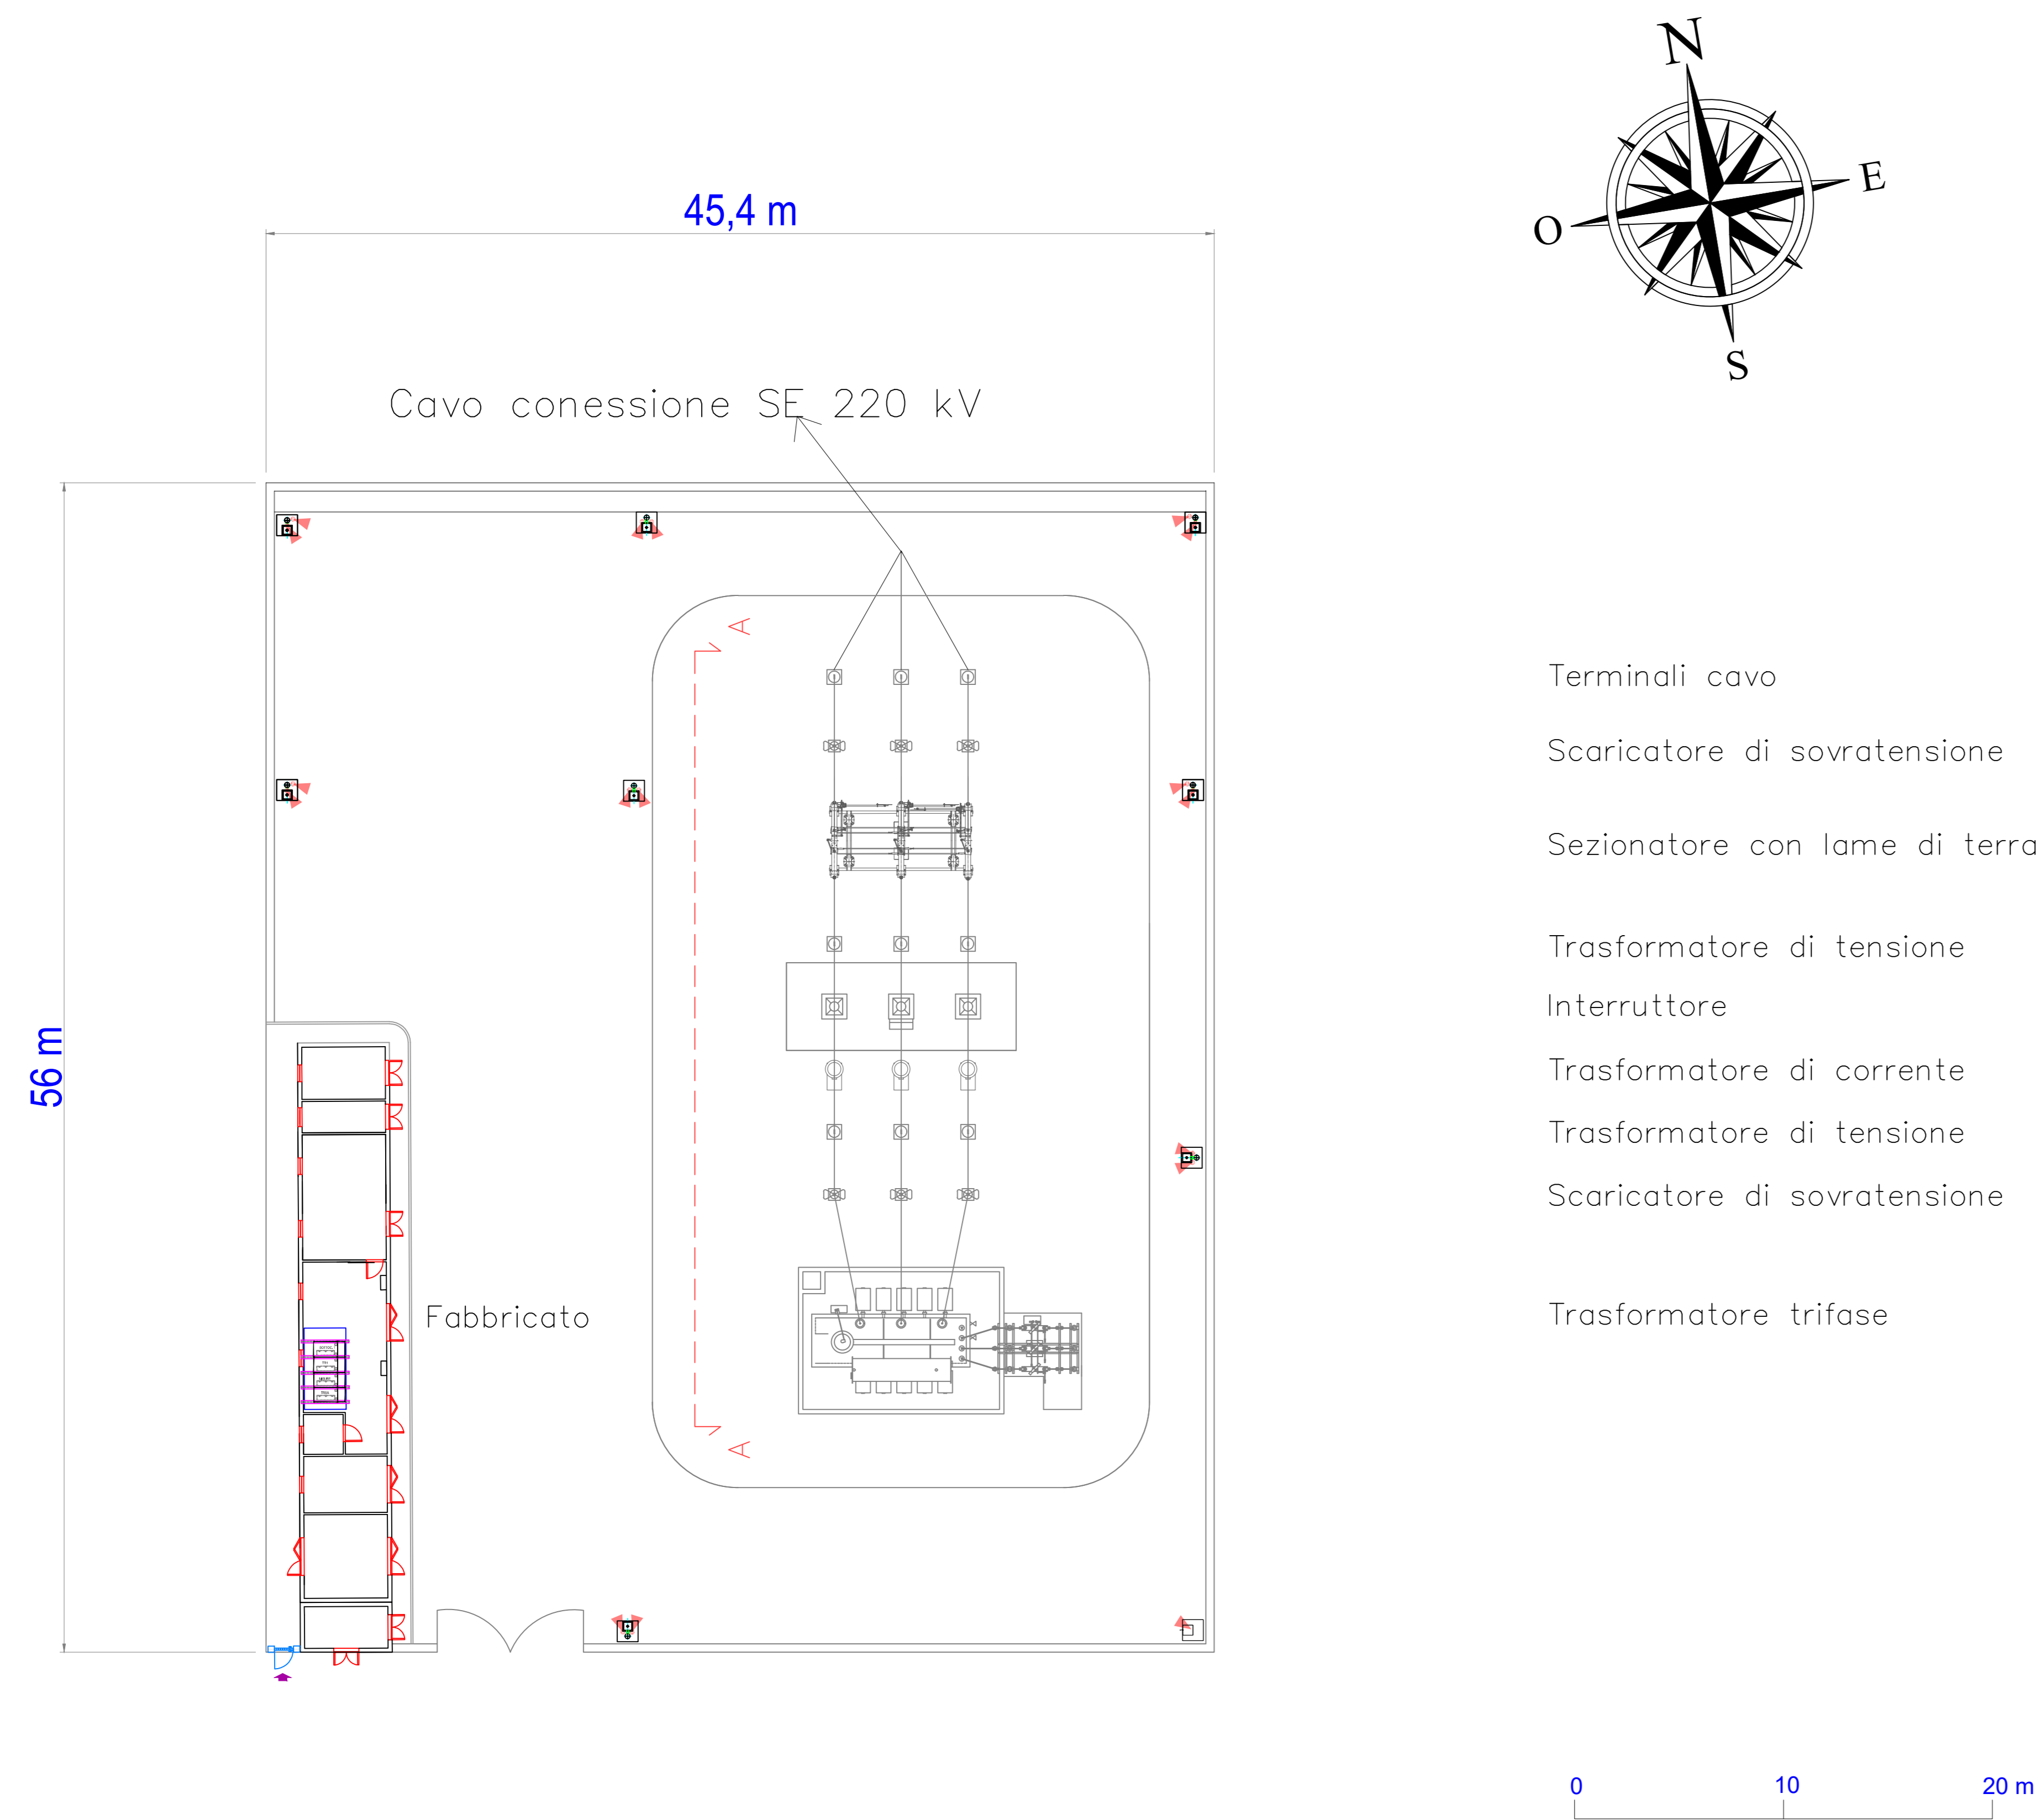 N
E
O
S
45,4 m
Cavo conessione SE 220 kV
A
Terminali cavo
Scaricatore di sovratensione
Sezionatore con lame di terra
Trasformatore di tensione
Interruttore
56 m
Trasformatore di corrente
Trasformatore di tensione
Scaricatore di sovratensione
Fabbricato
Trasformatore trifase
A
0 10 20 m